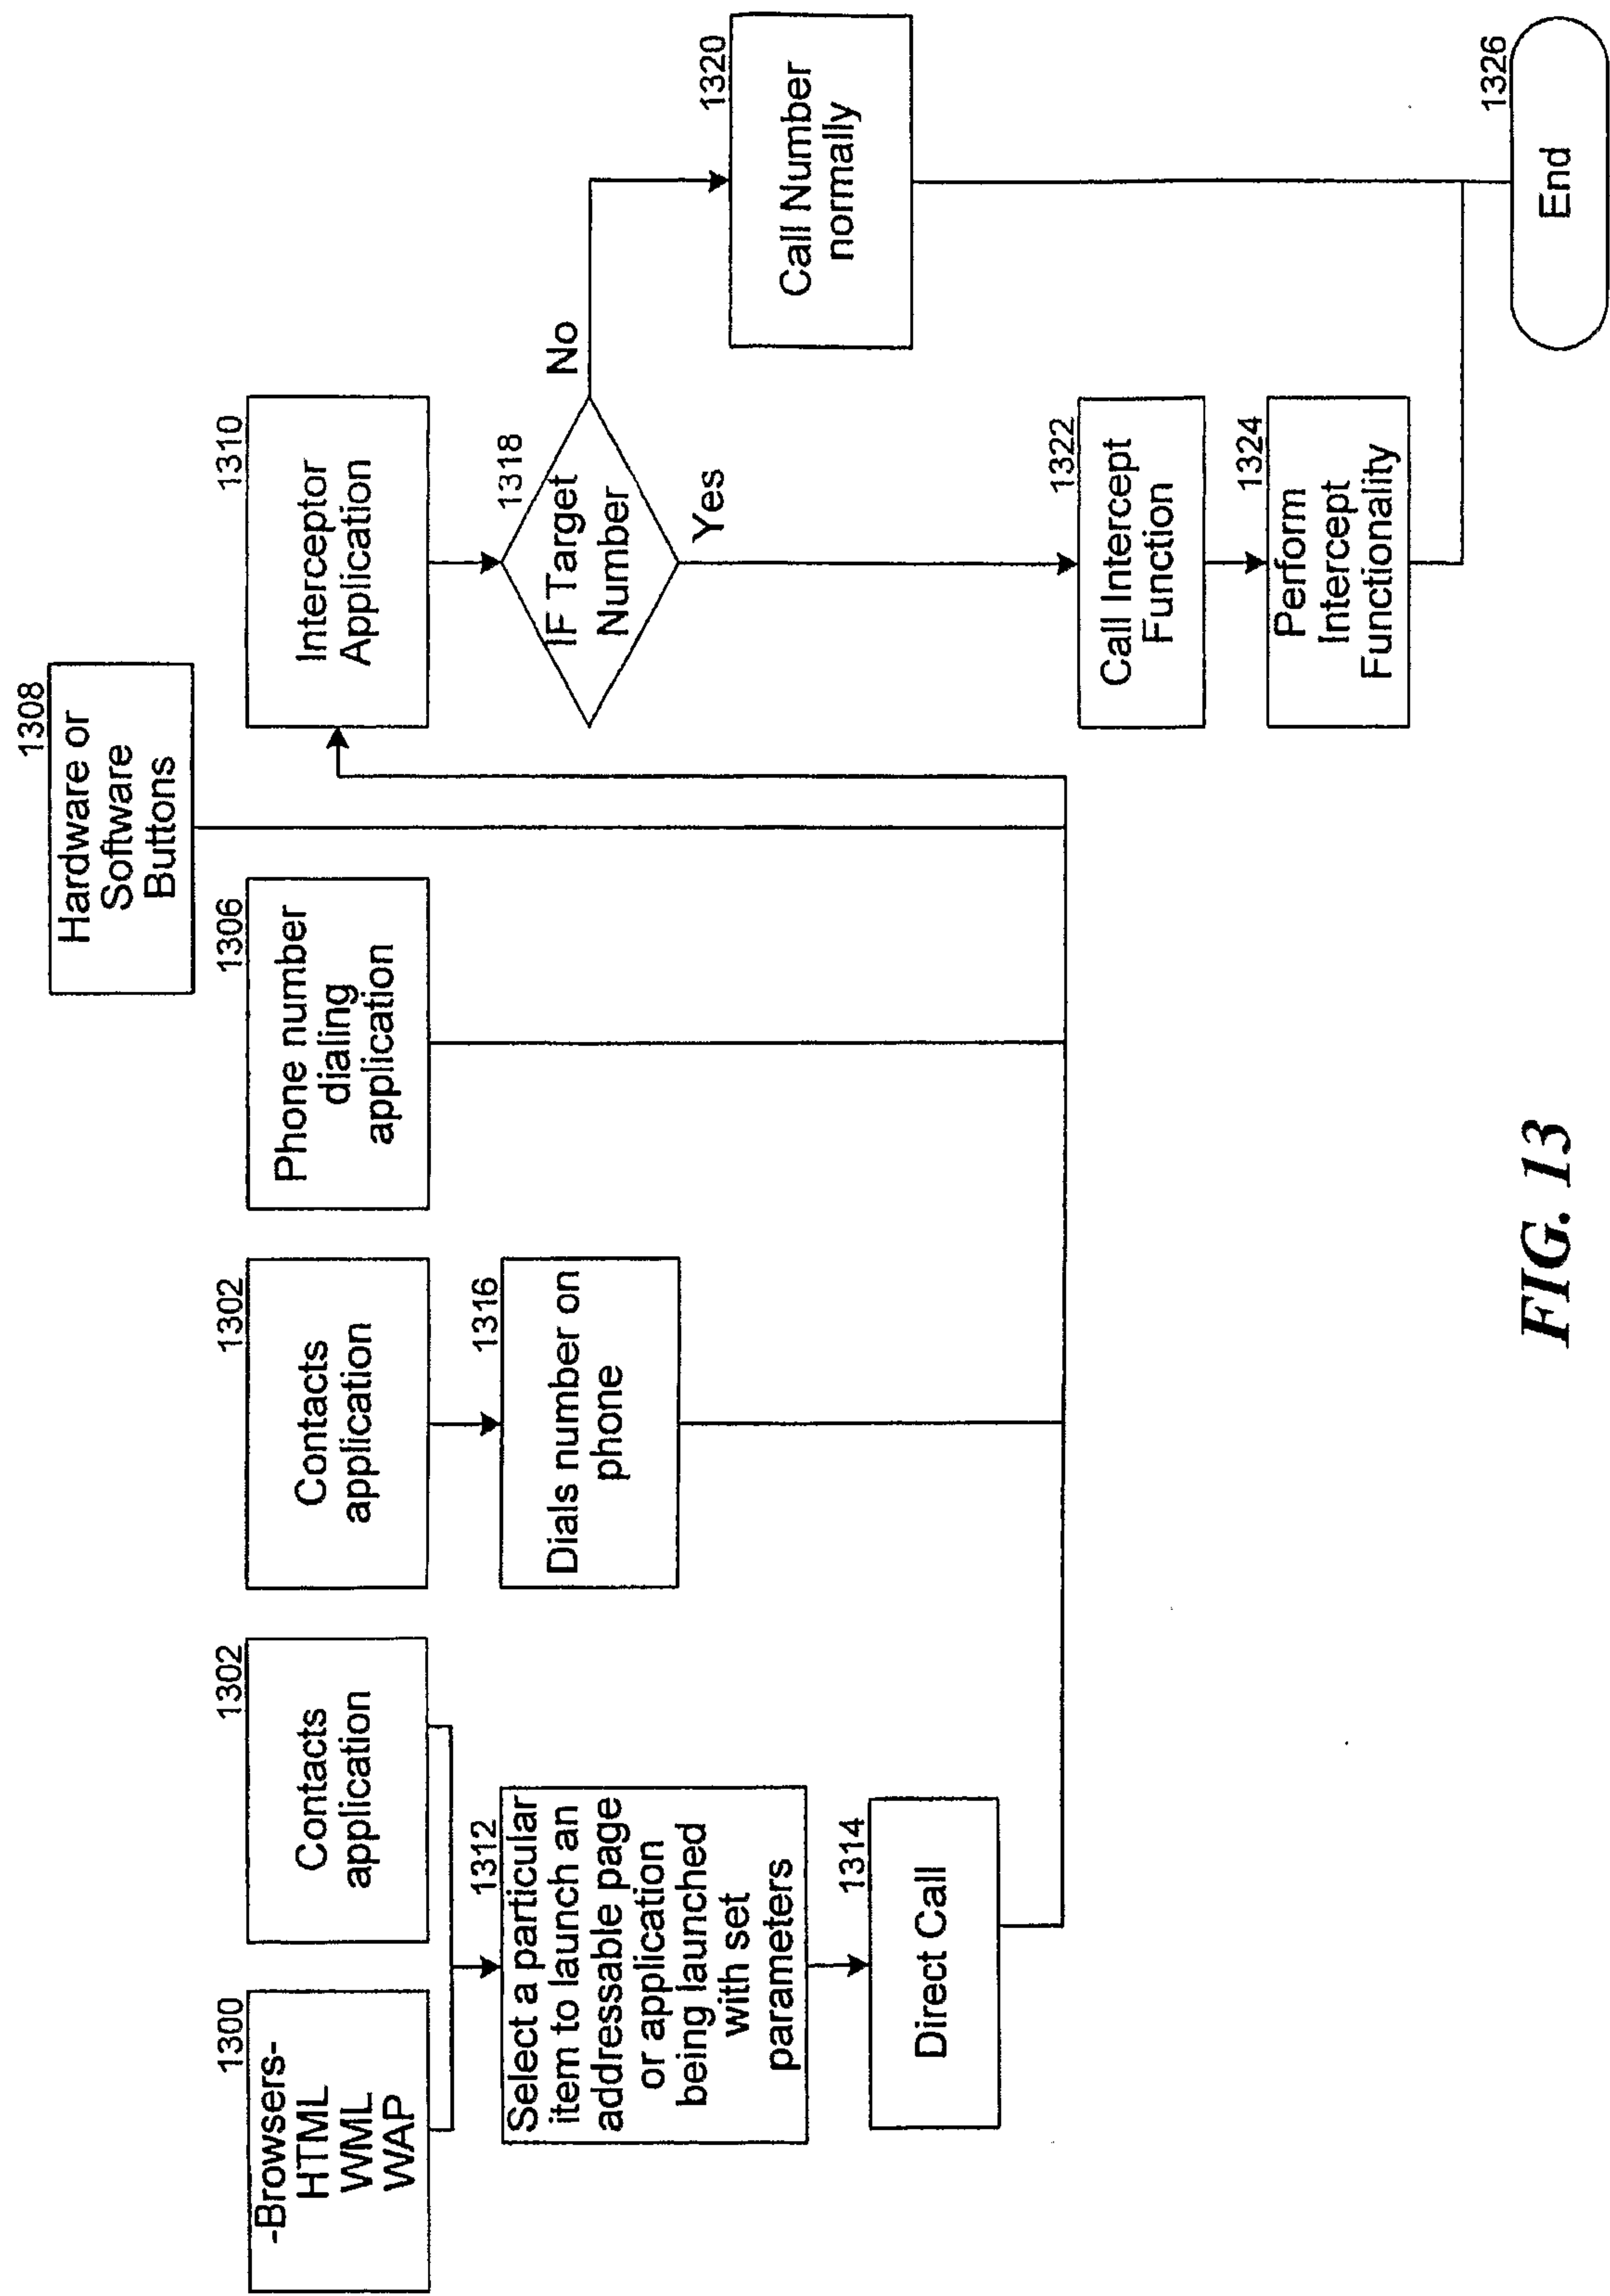 1308
Hardware or
Software
Buttons
1300
-Browsers-
HTML
WML
WAP
1302
Contacts
application
1302
Contacts
application
1306
Phone number
dialing
application
1310
Interceptor
Application
1312
Select a particular
item to launch an
addressable page
or application
being launched
with set
parameters
1316
Dials number on
phone
1318
IF Target
Number
No
Yes
1320
Call Number
normally
1314
Direct Call
1322
Call Intercept
Function
1324
Perform
Intercept
Functionality
1326
End
FIG. 13